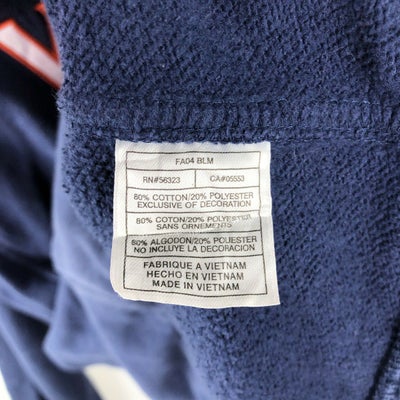 FA04 BLM
RN#56323 CA#05553
80% COTTON/20% POLYESTER
EXCLUSIVE OF DECORATION
80% COTON/20% POLYESTER
SANS ORNEMENTS
80% ALGODON/20% POLIESTER
NO INCLUYE LA DECORACION
FABRIQUE A VIETNAM
HECHO EN VIETNAM
MADE IN VIETNAM